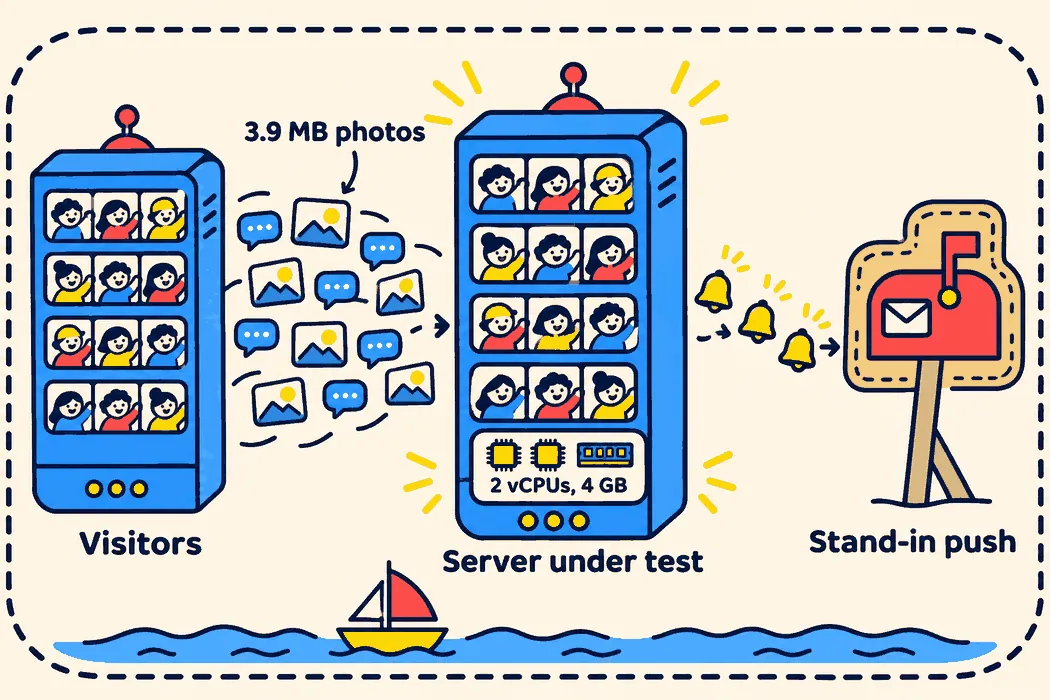 3.9 MB photos
2 vCPUs, 4 GB
Visitors
Server under test
Stand-in push